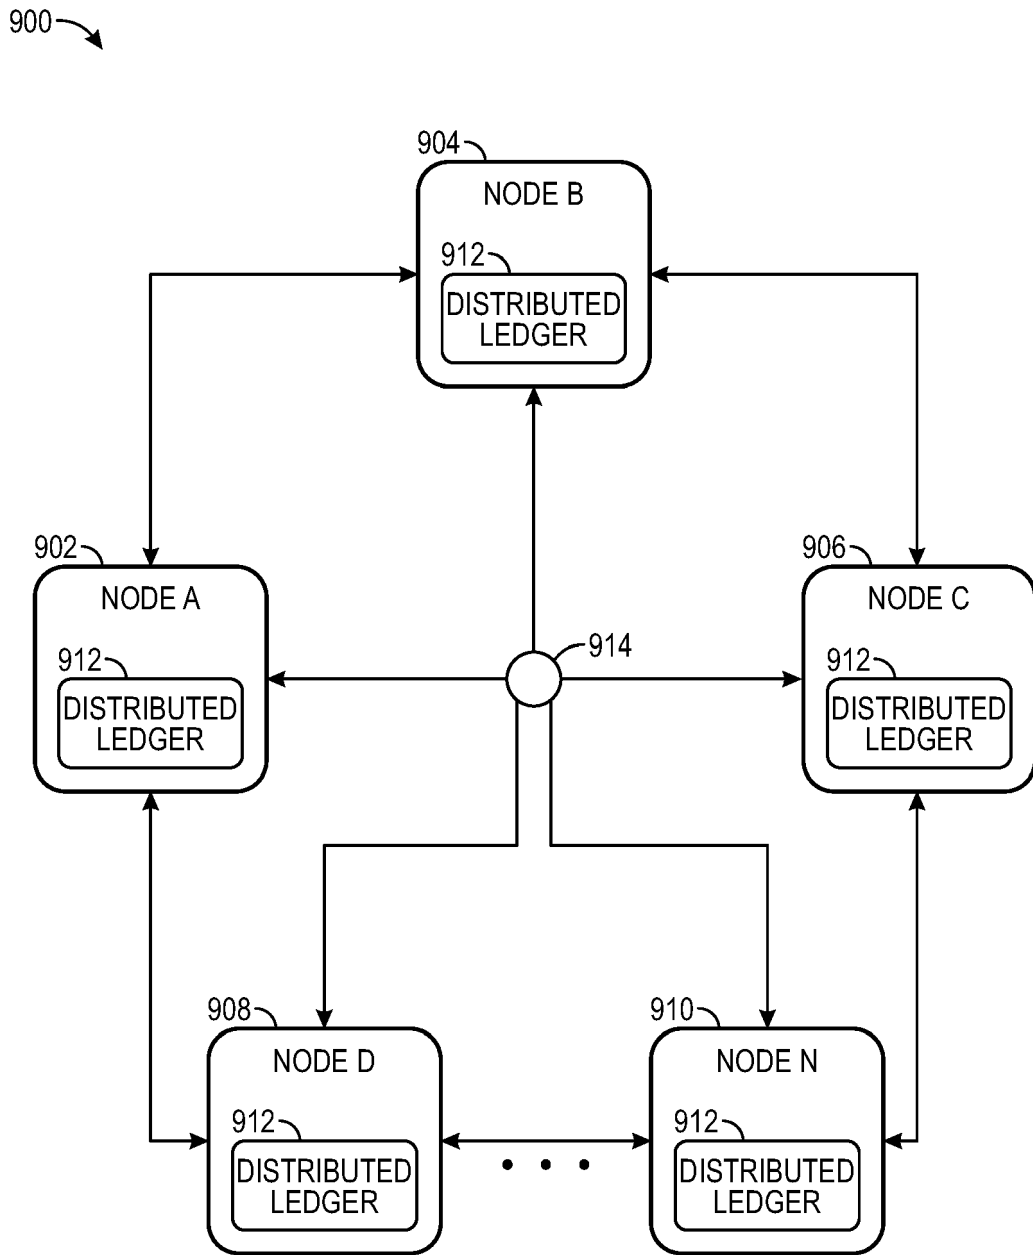 900
904
NODE B
912
DISTRIBUTED
LEDGER
902
NODE A
912
DISTRIBUTED
LEDGER
914
906
NODE C
912
DISTRIBUTED
LEDGER
908
NODE D
912
DISTRIBUTED
LEDGER
• • •
910
NODE N
912
DISTRIBUTED
LEDGER